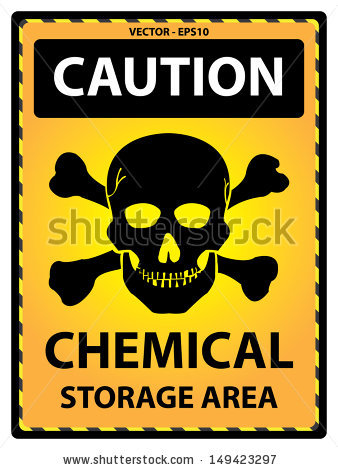 VECTOR - EPS10
CAUTION
shutterstock
CHEMICAL
STORAGE AREA
www.shutterstock.com · 149423297